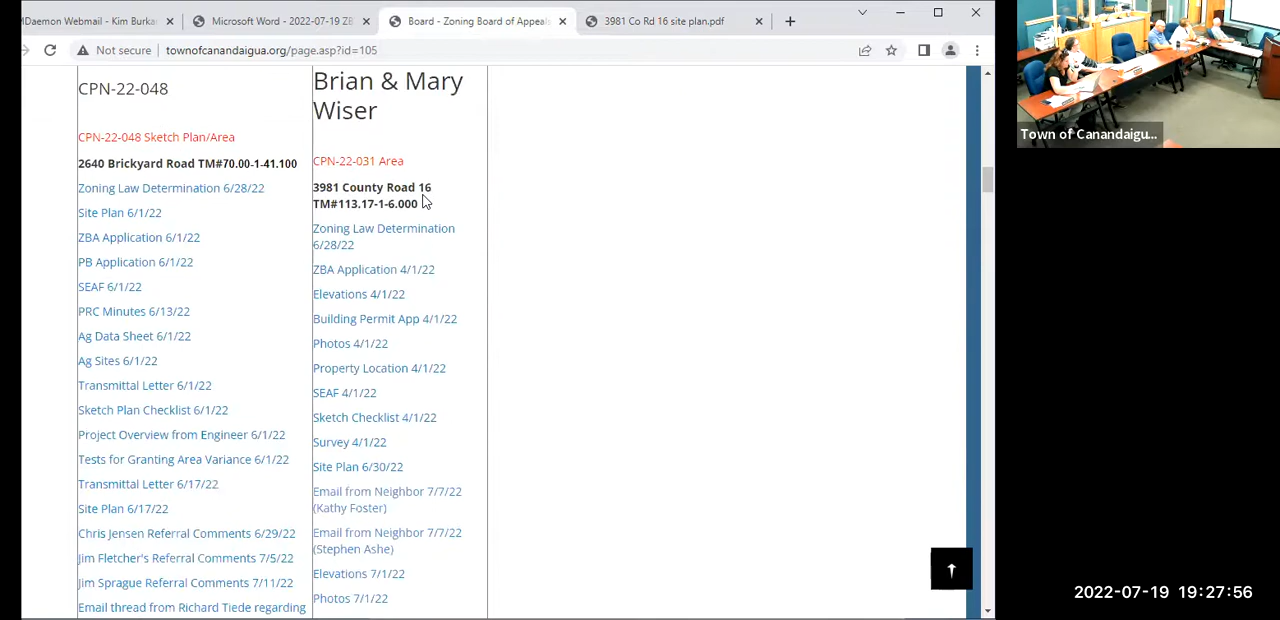 MDaemon Webmail - Kim Burka
Microsoft Word - 2022-07-19 ZB
Board - Zoning Board of Appeals
3981 Co Rd 16 site plan.pdf
Not secure
townofcanandaigua.org/page.asp?id=105
CPN-22-048
CPN-22-048 Sketch Plan/Area
2640 Brickyard Road TM#70.00-1-41.100
Zoning Law Determination 6/28/22
Site Plan 6/1/22
ZBA Application 6/1/22
PB Application 6/1/22
SEAF 6/1/22
PRC Minutes 6/13/22
Ag Data Sheet 6/1/22
Ag Sites 6/1/22
Transmittal Letter 6/1/22
Sketch Plan Checklist 6/1/22
Project Overview from Engineer 6/1/22
Tests for Granting Area Variance 6/1/22
Transmittal Letter 6/17/22
Site Plan 6/17/22
Chris Jensen Referral Comments 6/29/22
Jim Fletcher's Referral Comments 7/5/22
Jim Sprague Referral Comments 7/11/22
Email thread from Richard Tiede regarding
Brian & Mary
Wiser
CPN-22-031 Area
3981 County Road 16
TM#113.17-1-6.000
Zoning Law Determination
6/28/22
ZBA Application 4/1/22
Elevations 4/1/22
Building Permit App 4/1/22
Photos 4/1/22
Property Location 4/1/22
SEAF 4/1/22
Sketch Checklist 4/1/22
Survey 4/1/22
Site Plan 6/30/22
Email from Neighbor 7/7/22
(Kathy Foster)
Email from Neighbor 7/7/22
(Stephen Ashe)
Elevations 7/1/22
Photos 7/1/22
Town of Canandaigu...
2022-07-19 19:27:56